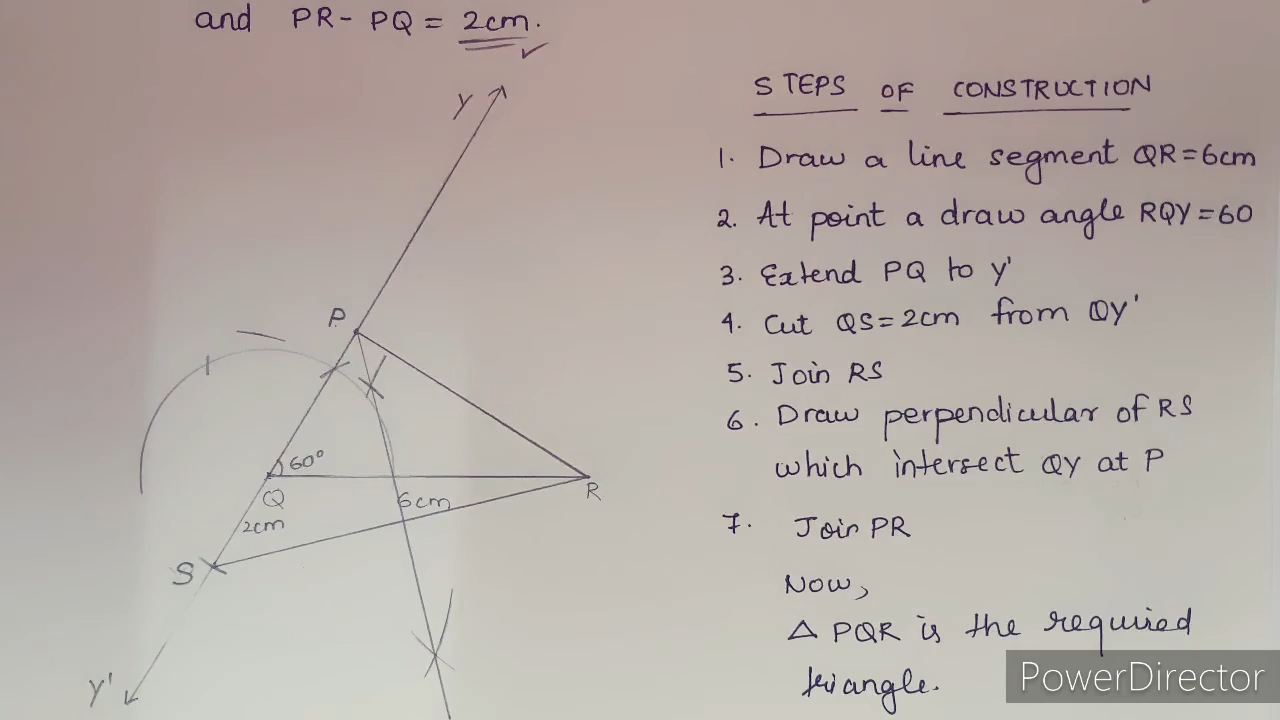 and PR - PQ = 2cm.
STEPS OF CONSTRUCTION
1. Draw a line segment QR = 6cm
2. At point a draw angle RQY = 60
3. Extend PQ to y'
4. Cut QS = 2cm from QY'
5. Join RS
6. Draw perpendicular of RS
which intersect QY at P
7. Join PR
Now,
△ PQR is the required
triangle.
Y
P
60°
Q
6cm
R
2cm
S
Y'
PowerDirector